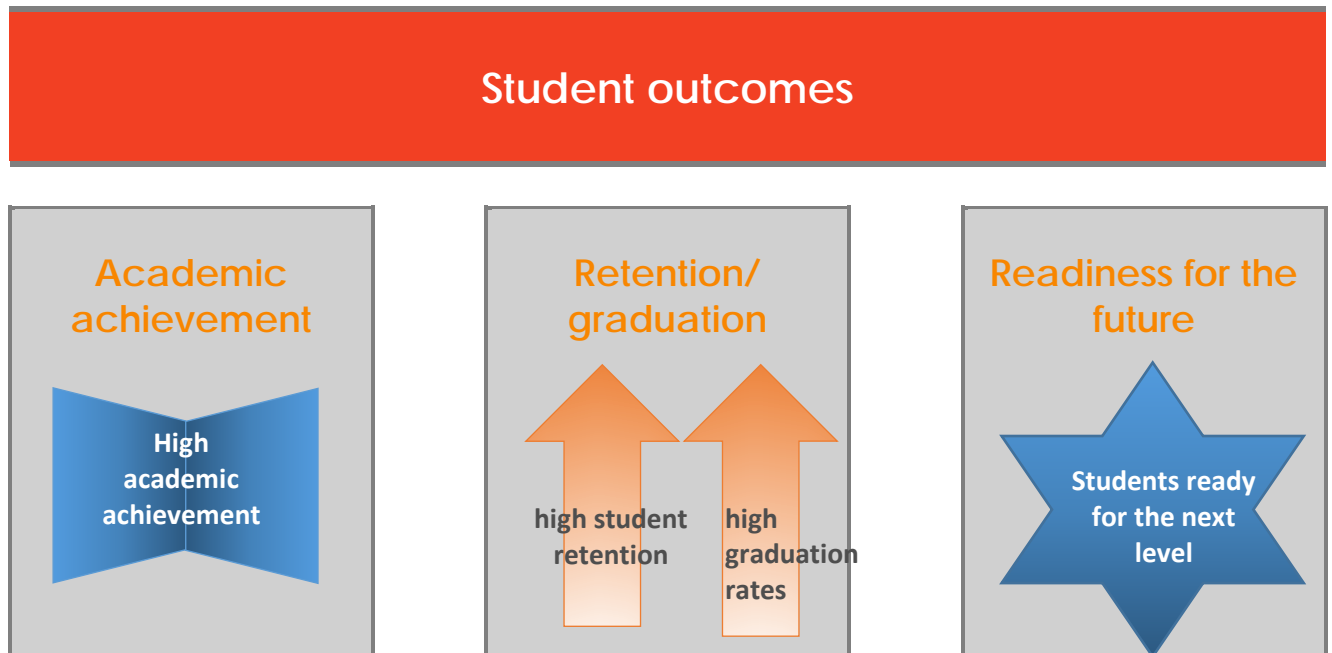 Student outcomes
Academic
achievement
High
academic
achievement
Retention/
graduation
high student
retention
high
graduation
rates
Readiness for the
future
Students ready
for the next
level